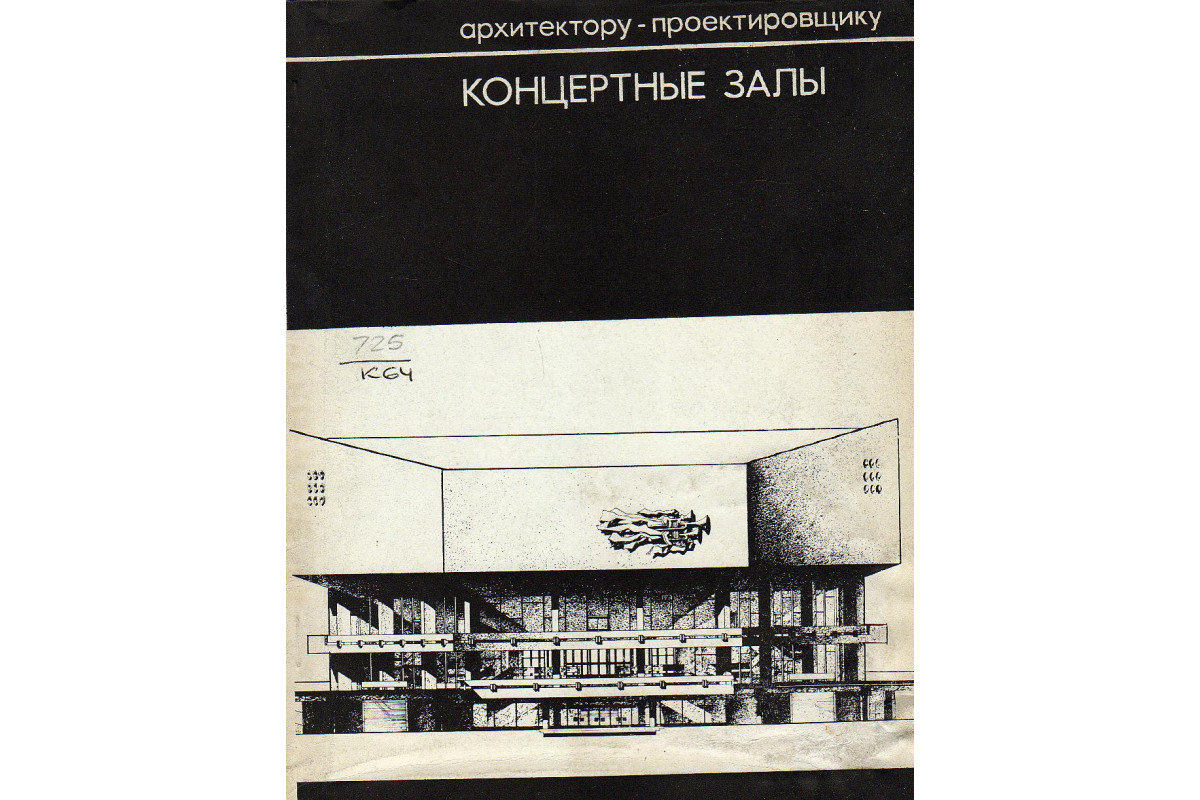 архитектору - проектировщику
КОНЦЕРТНЫЕ ЗАЛЫ
725
К64